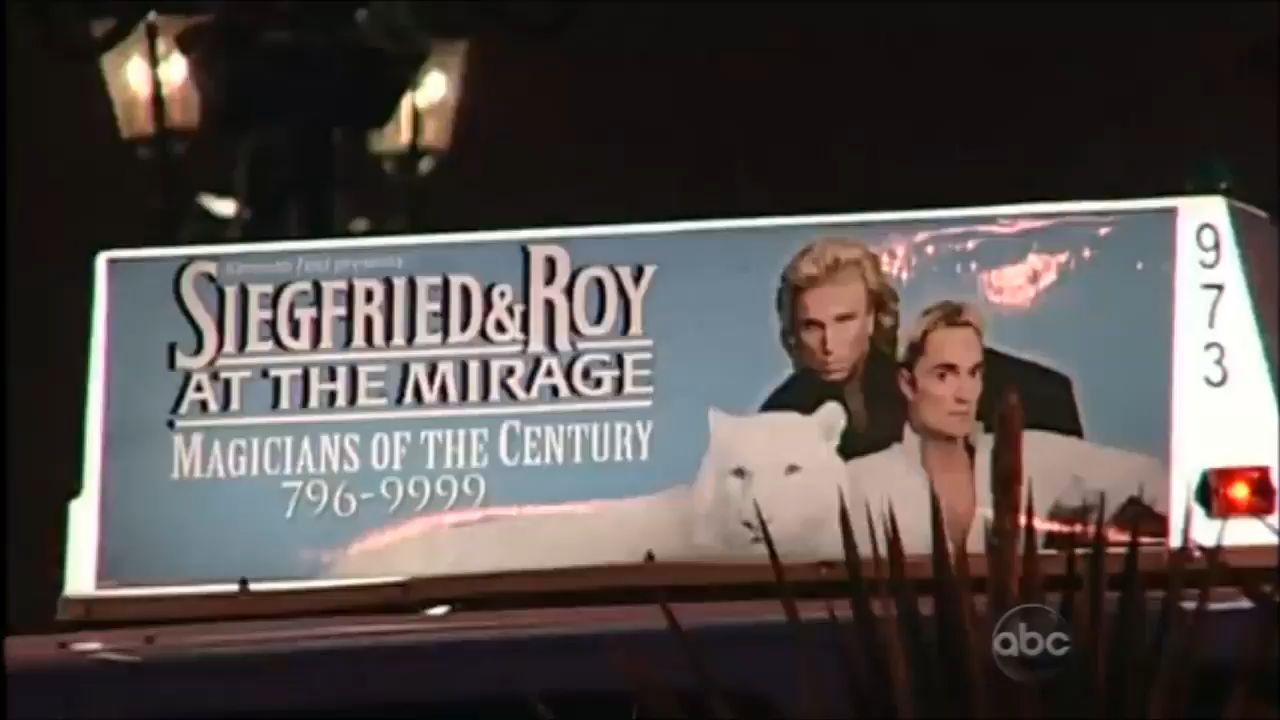 SIEGFRIED & ROY
AT THE MIRAGE
MAGICIANS OF THE CENTURY
796-9999
973
abc